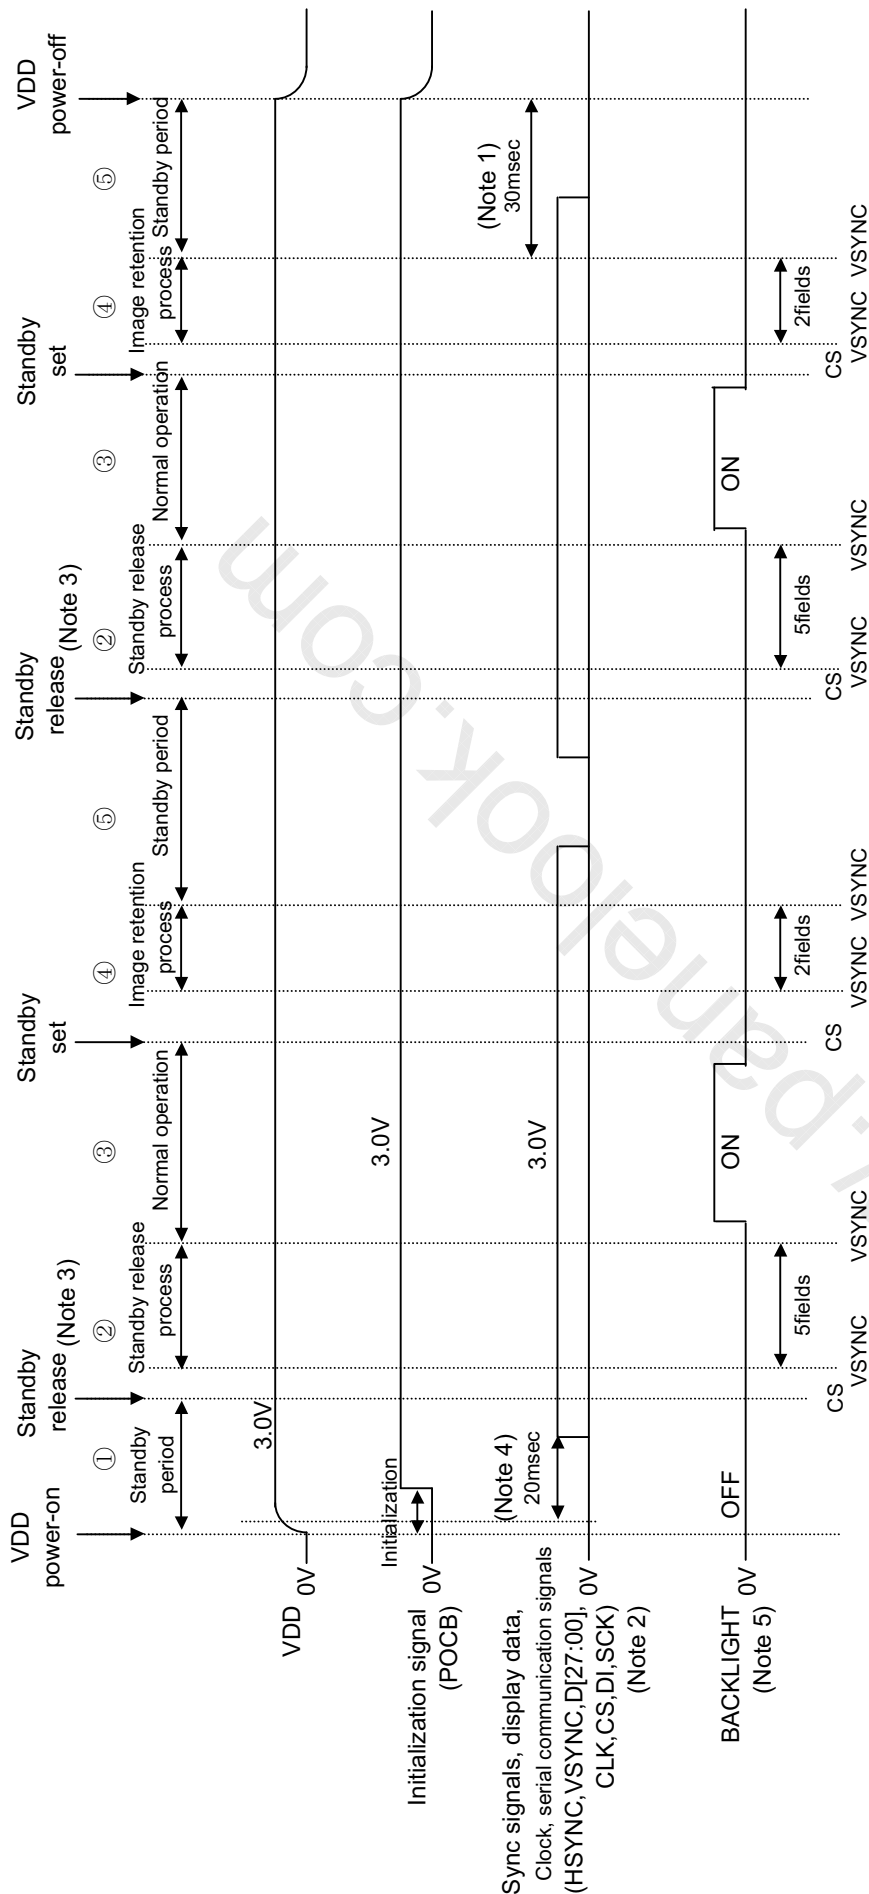 VDD
power-on
Standby
release (Note 3)
Standby
set
Standby
release (Note 3)
Standby
set
VDD
power-off
①
②
③
④
⑤
②
③
④
⑤
Standby
period
Standby release
process
Normal operation
Image retention
process
Standby period
Standby release
process
Normal operation
Image retention
process
Standby period
VDD 0V
3.0V
Initialization signal
(POCB)
0V
Initialization
3.0V
Sync signals, display data,
Clock, serial communication signals
(HSYNC,VSYNC,D[27:00],
CLK,CS,DI,SCK)
(Note 2)
0V
(Note 4)
20msec
3.0V
(Note 1)
30msec
BACKLIGHT
(Note 5)
0V
OFF
ON
ON
5fields
2fields
5fields
2fields
CS
VSYNC
VSYNC
CS
VSYNC
VSYNC
CS
VSYNC
VSYNC
CS
VSYNC
VSYNC
.panelook.com